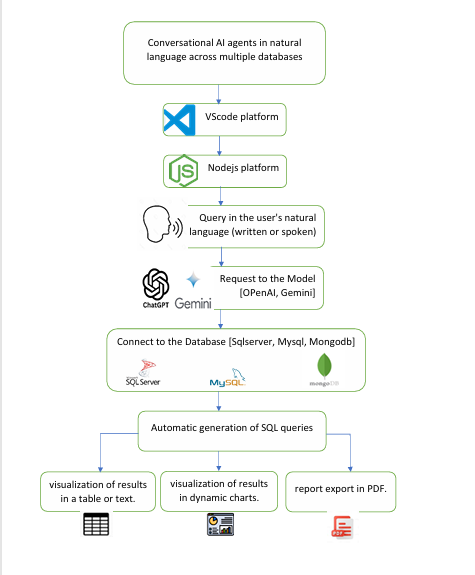 Conversational AI agents in natural
language across multiple databases
VScode platform
JS
Nodejs platform
Query in the user's natural
language (written or spoken)
Request to the Model
[OPenAI, Gemini]
ChatGPT
Gemini
Connect to the Database [Sqlserver, Mysql, Mongodb]
SQL Server
MySQL
mongoDB
Automatic generation of SQL queries
visualization of results
in a table or text.
visualization of results
in dynamic charts.
report export in PDF.
PDF